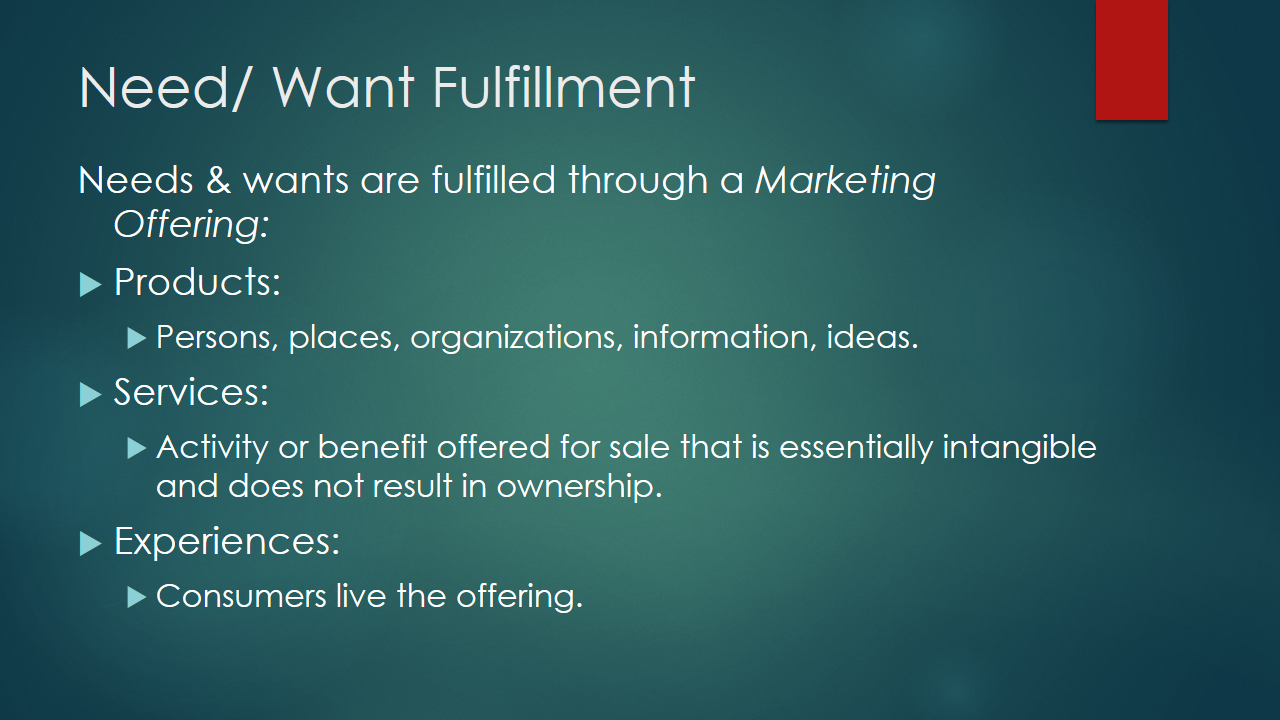 Need/ Want Fulfillment
Needs & wants are fulfilled through a Marketing
Offering:
Products:
Persons, places, organizations, information, ideas.
Services:
Activity or benefit offered for sale that is essentially intangible
and does not result in ownership.
Experiences:
Consumers live the offering.